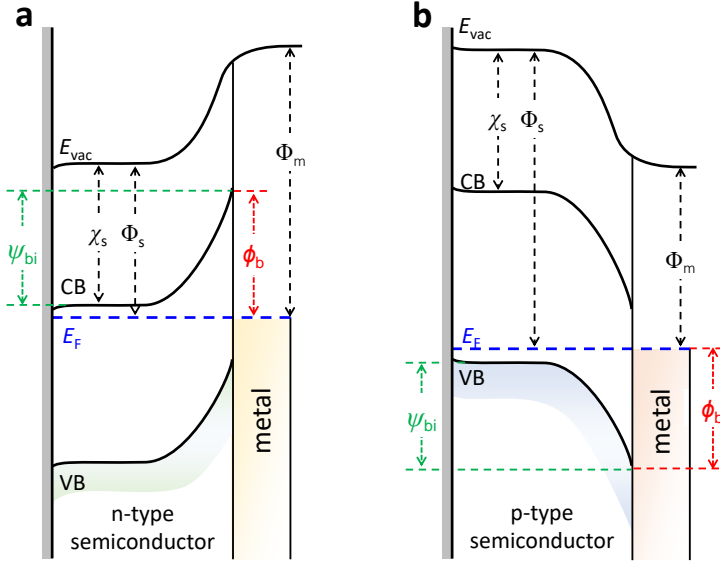 a
E_vac
χ_s
Φ_s
Φ_m
ψ_bi
ϕ_b
CB
E_F
VB
metal
n-type
semiconductor
b
E_vac
χ_s
Φ_s
CB
Φ_m
E_F
VB
ψ_bi
ϕ_b
metal
p-type
semiconductor